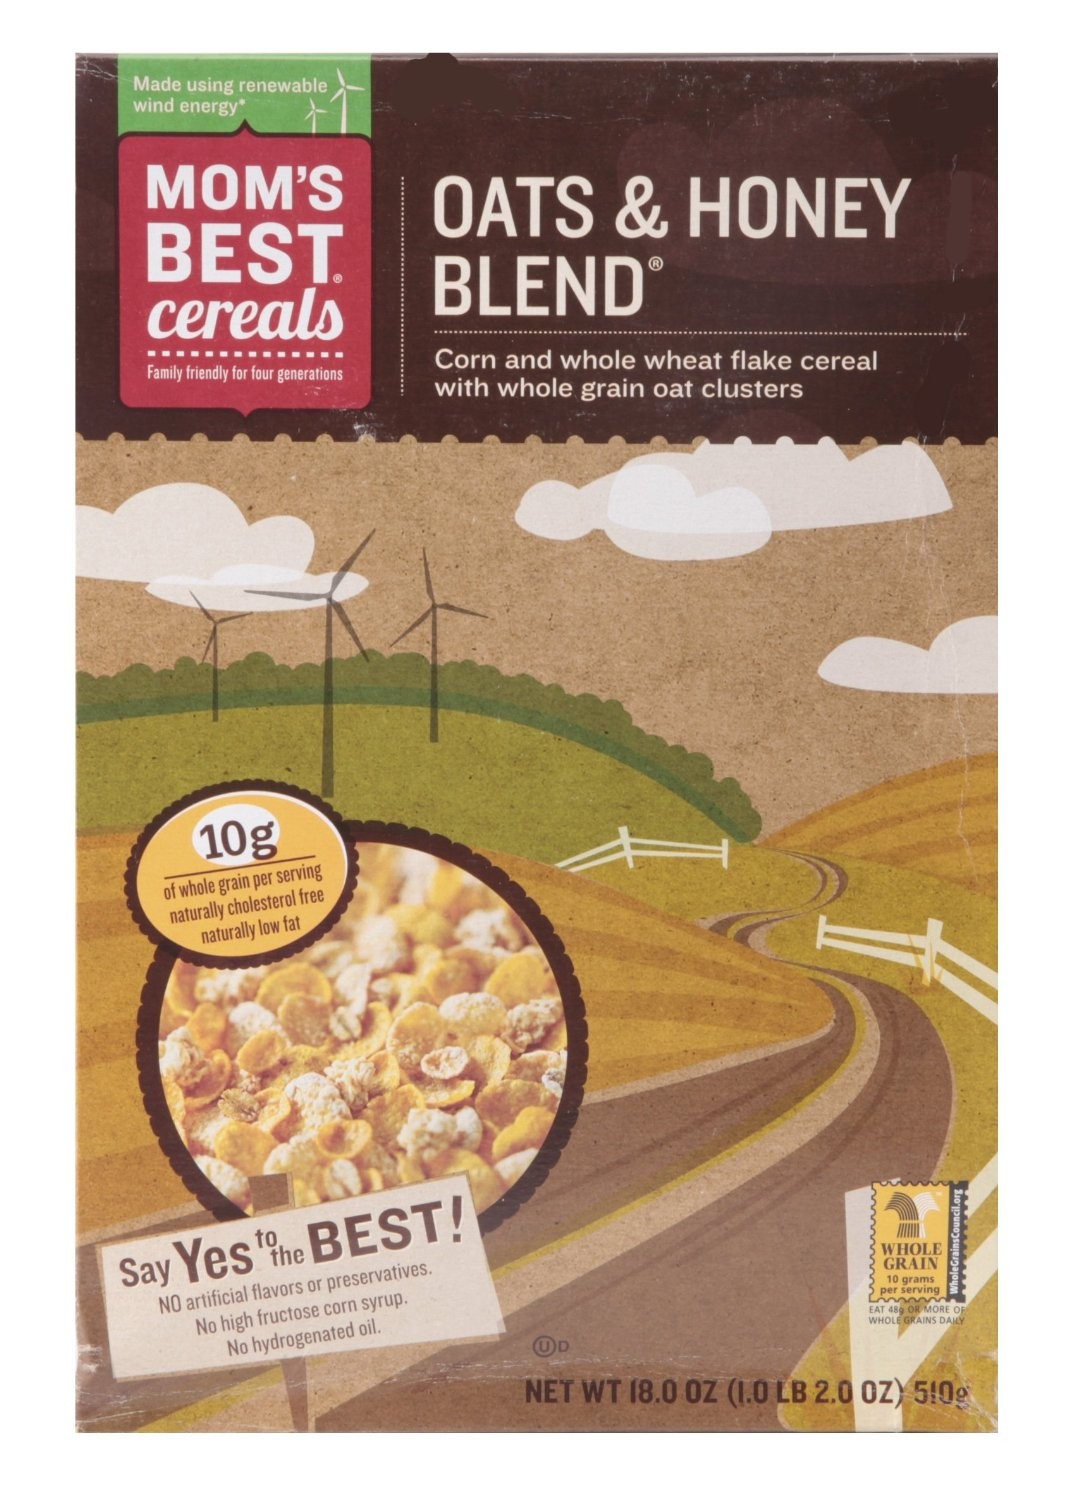 Made using renewable
wind energy*
MOM'S
BEST®
cereals
Family friendly for four generations
OATS & HONEY
BLEND®
Corn and whole wheat flake cereal
with whole grain oat clusters
10g
of whole grain per serving
naturally cholesterol free
naturally low fat
Say Yes to the BEST!
NO artificial flavors or preservatives.
No high fructose corn syrup.
No hydrogenated oil.
WHOLE
GRAIN
10 grams
per serving
WholeGrainsCouncil.org
EAT 48g OR MORE OF
WHOLE GRAINS DAILY
U D
NET WT 18.0 OZ (1.0 LB 2.0 OZ) 510g